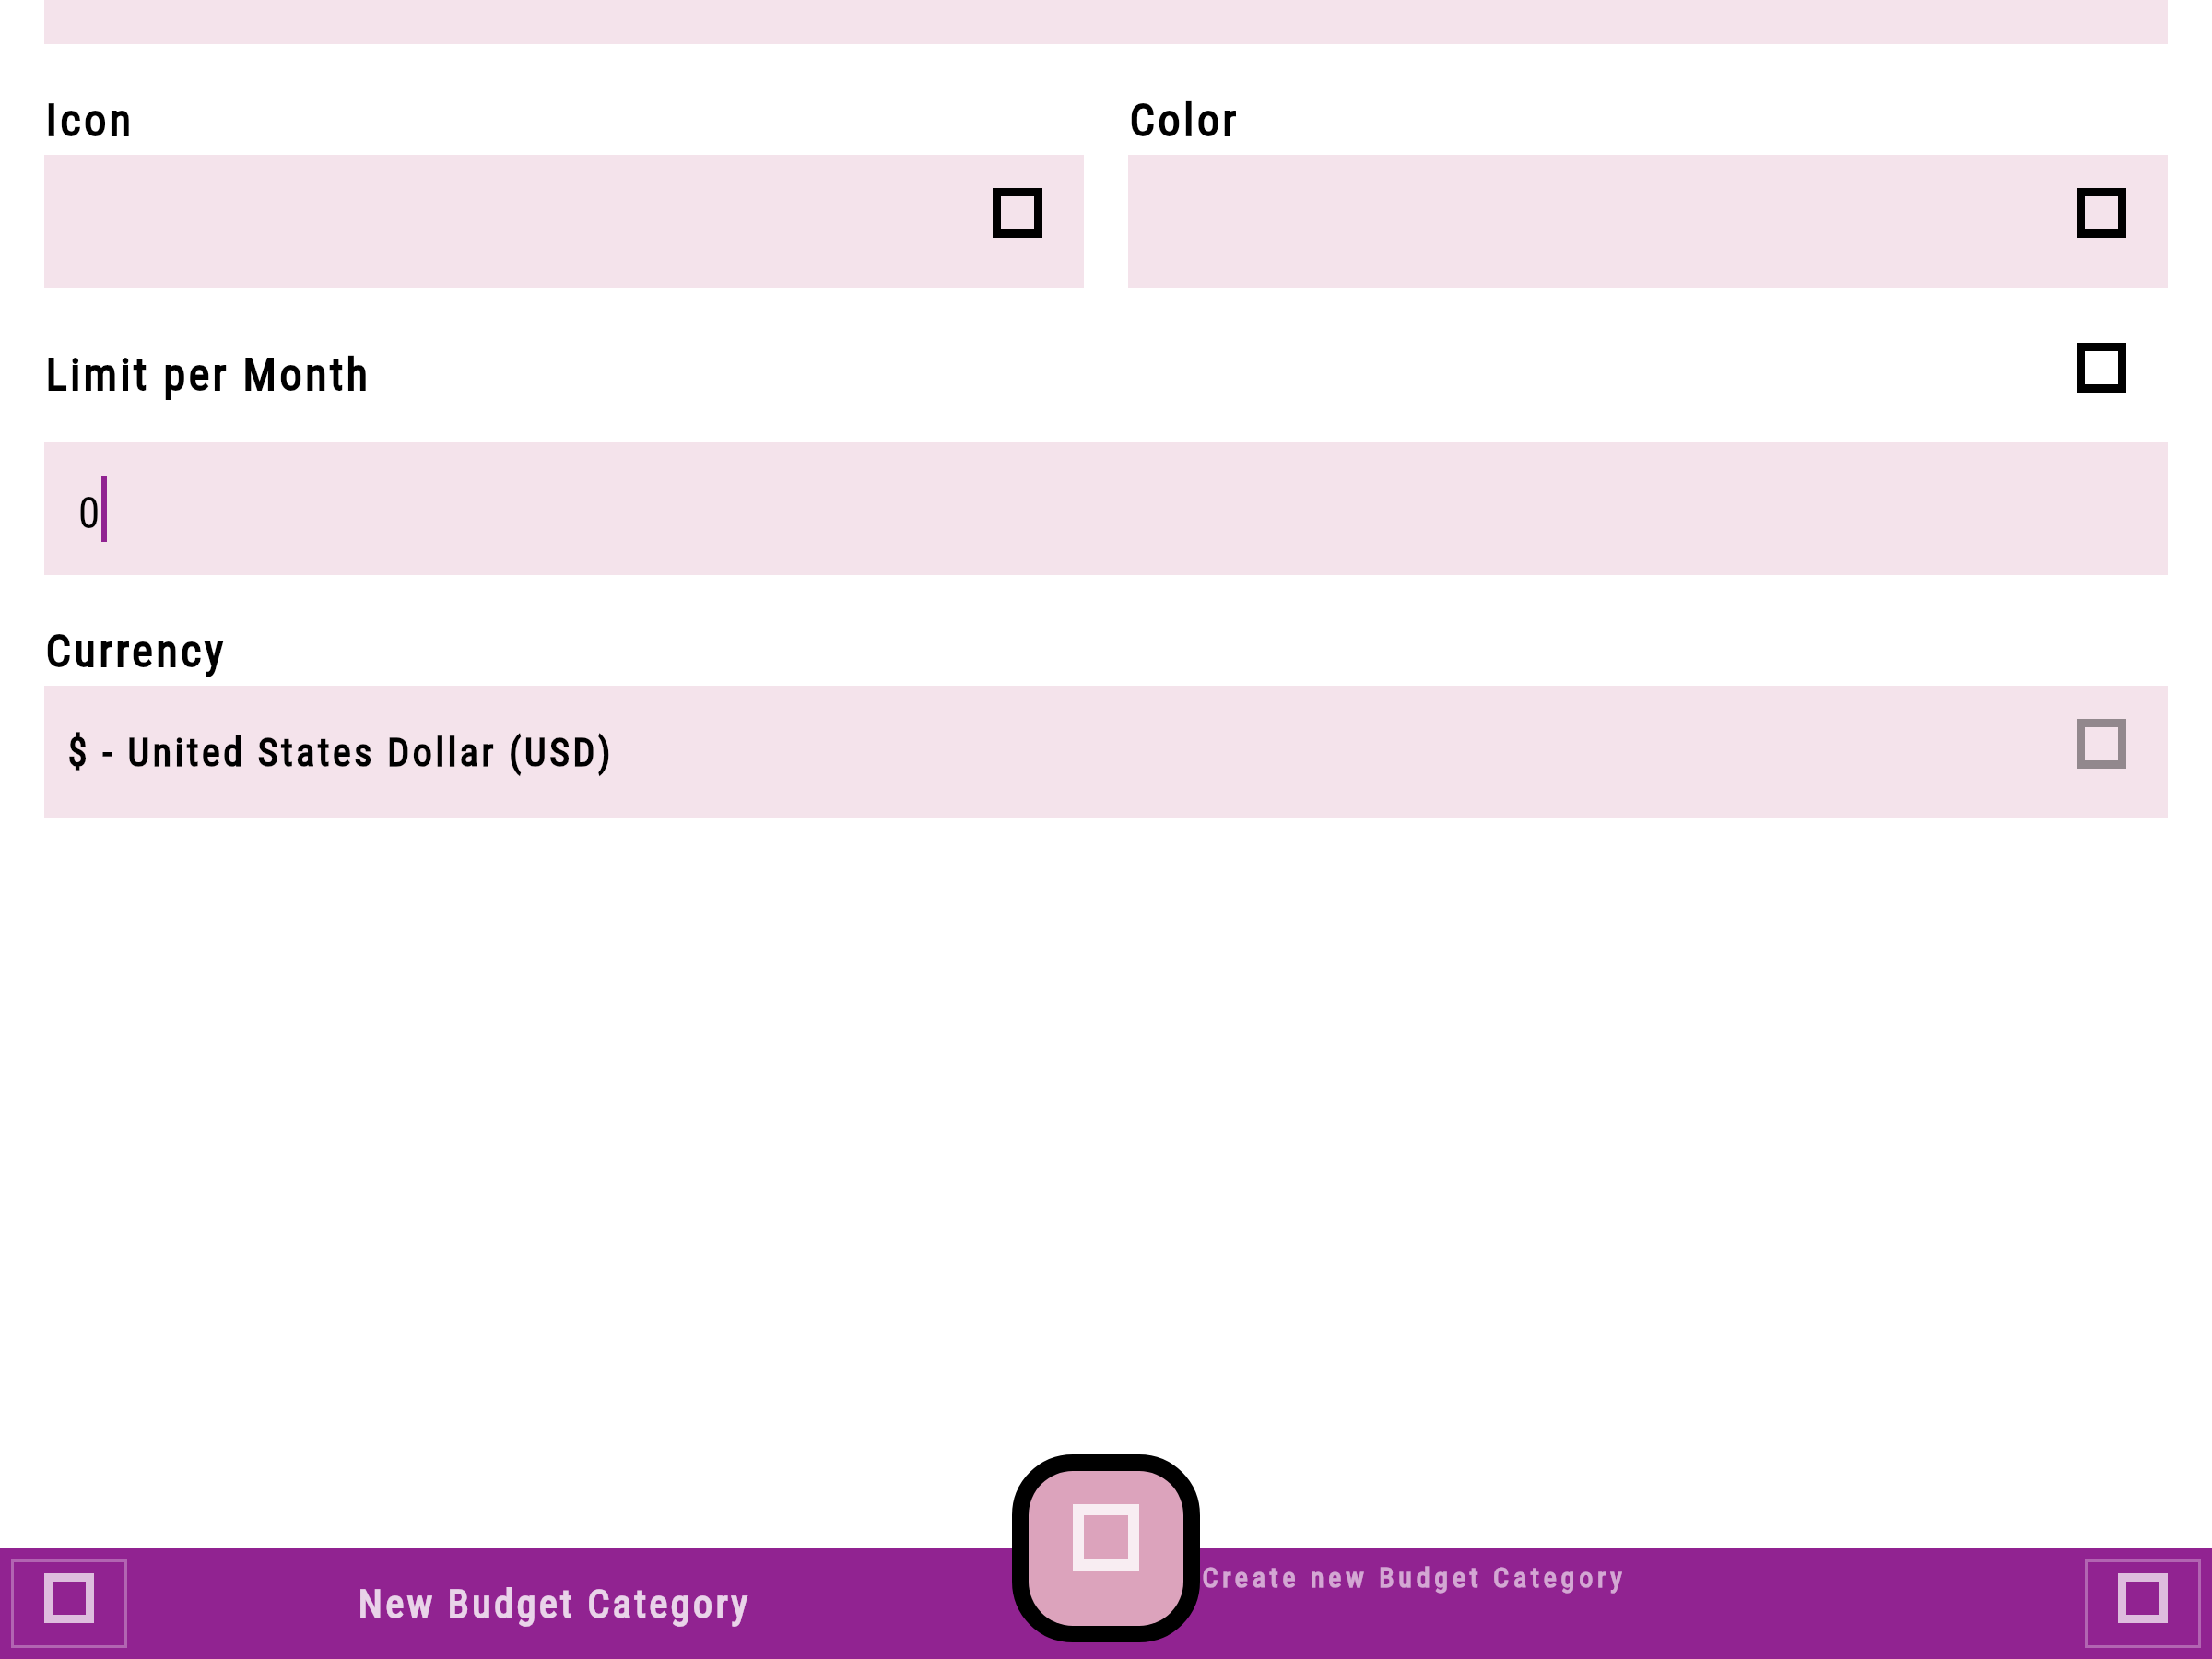 Icon
Color
Limit per Month
0
Currency
$ - United States Dollar (USD)
New Budget Category
Create new Budget Category